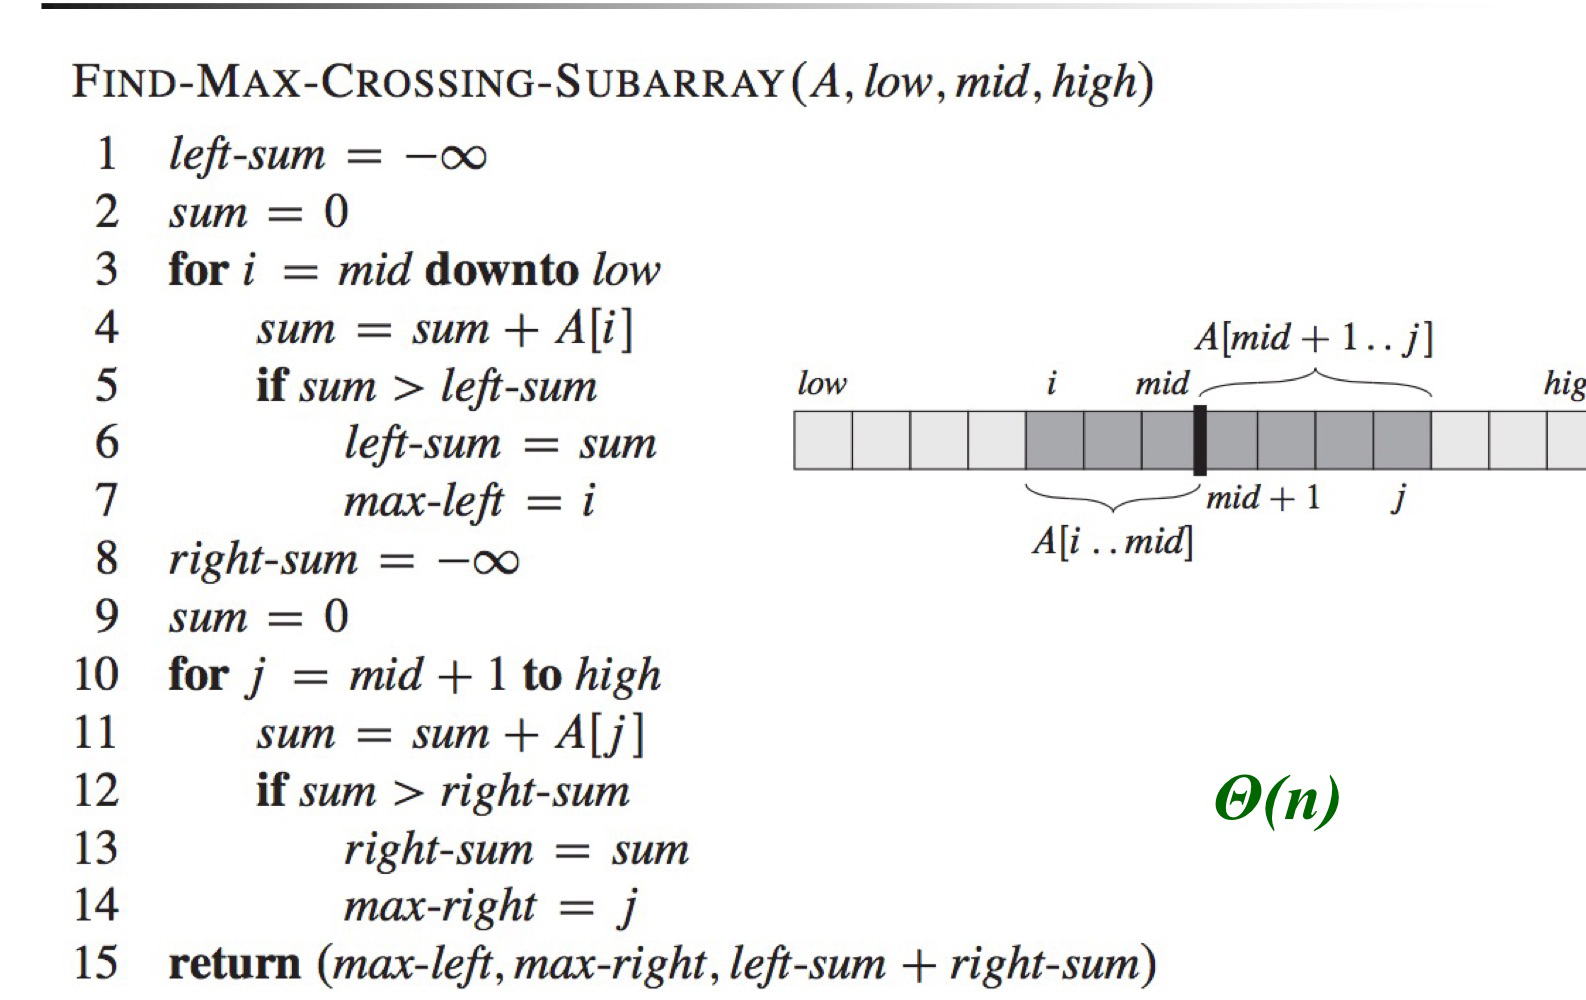 FIND-MAX-CROSSING-SUBARRAY(A, low, mid, high)
1 left-sum = −∞
2 sum = 0
3 for i = mid downto low
4 sum = sum + A[i]
5 if sum > left-sum
6 left-sum = sum
7 max-left = i
8 right-sum = −∞
9 sum = 0
10 for j = mid + 1 to high
11 sum = sum + A[j]
12 if sum > right-sum
13 right-sum = sum
14 max-right = j
15 return (max-left, max-right, left-sum + right-sum)
A[mid + 1 . . j]
low i mid hig
mid + 1 j
A[i . . mid]
Θ(n)